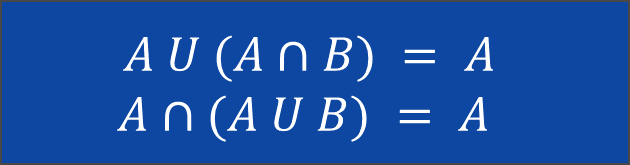 A U (A ∩ B) = A
A ∩ (A U B) = A